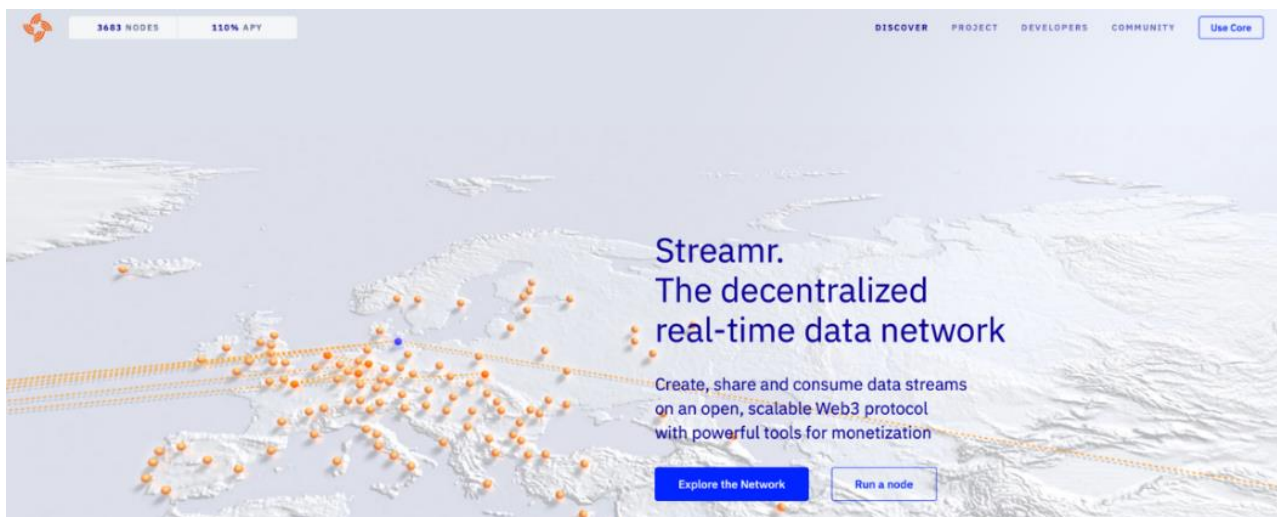 3683 NODES 110% APY DISCOVER PROJECT DEVELOPERS COMMUNITY Use Core
Streamr.
The decentralized
real-time data network
Create, share and consume data streams
on an open, scalable Web3 protocol
with powerful tools for monetization
Explore the Network Run a node